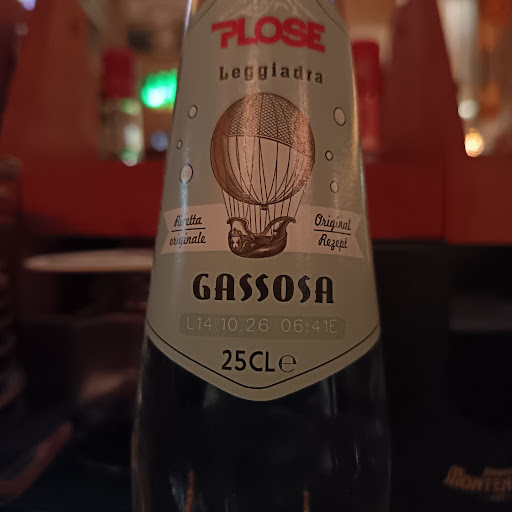 PLOSE
Leggiadra
Ricetta
originale
Original
Rezept
GASSOSA
L14.10.26 06:41E
25CL e